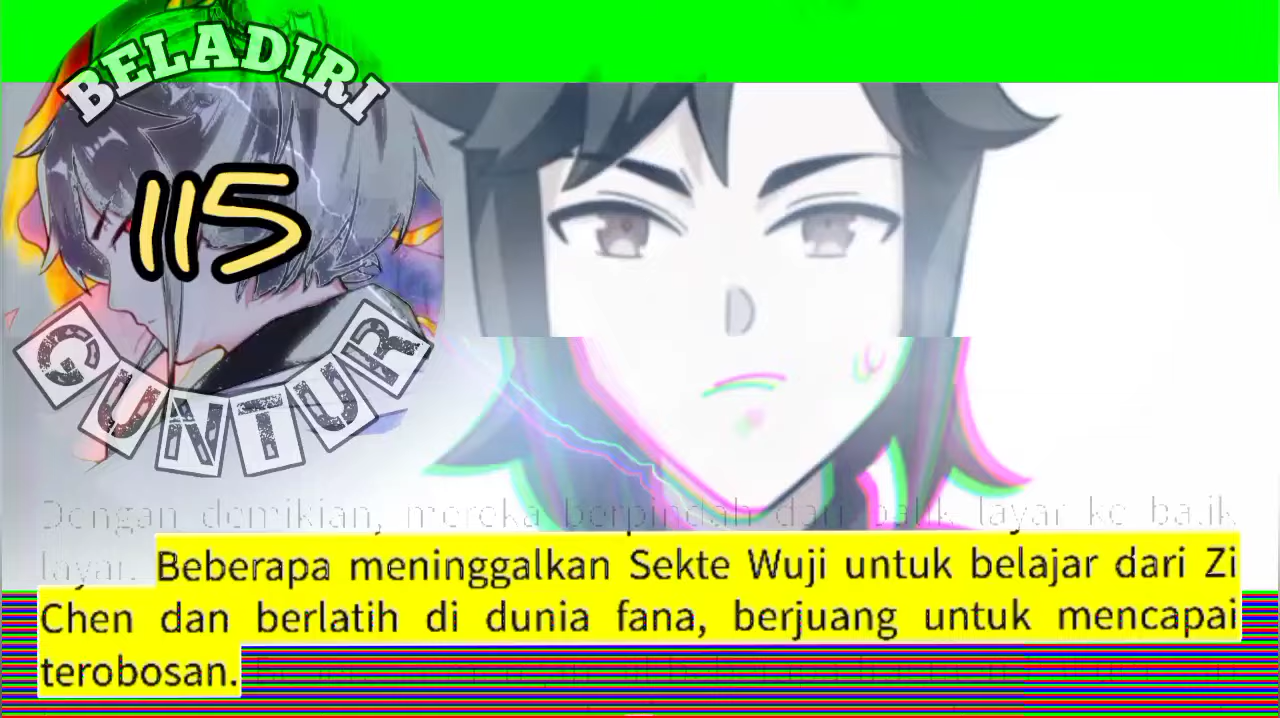 BELADIRI
115
GUNTUR
Dengan demikian, mereka berpindah dari balik layar ke balik
layar. Beberapa meninggalkan Sekte Wuji untuk belajar dari Zi
Chen dan berlatih di dunia fana, berjuang untuk mencapai
terobosan.